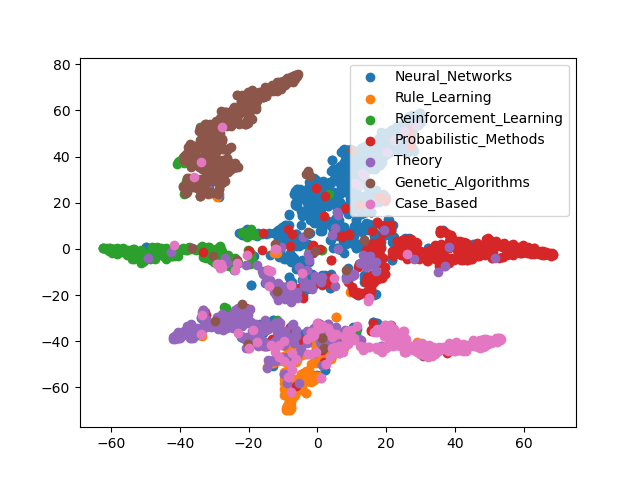 80
60
40
20
0
−20
−40
−60
−60 −40 −20 0 20 40 60
Neural_Networks
Rule_Learning
Reinforcement_Learning
Probabilistic_Methods
Theory
Genetic_Algorithms
Case_Based